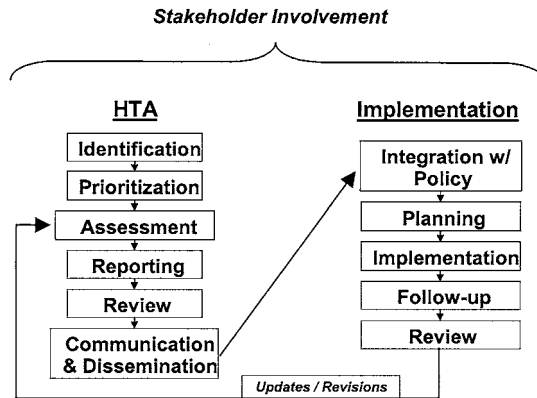 Stakeholder Involvement
HTA
Identification
Prioritization
Assessment
Reporting
Review
Communication
& Dissemination
Implementation
Integration w/
Policy
Planning
Implementation
Follow-up
Review
Updates / Revisions